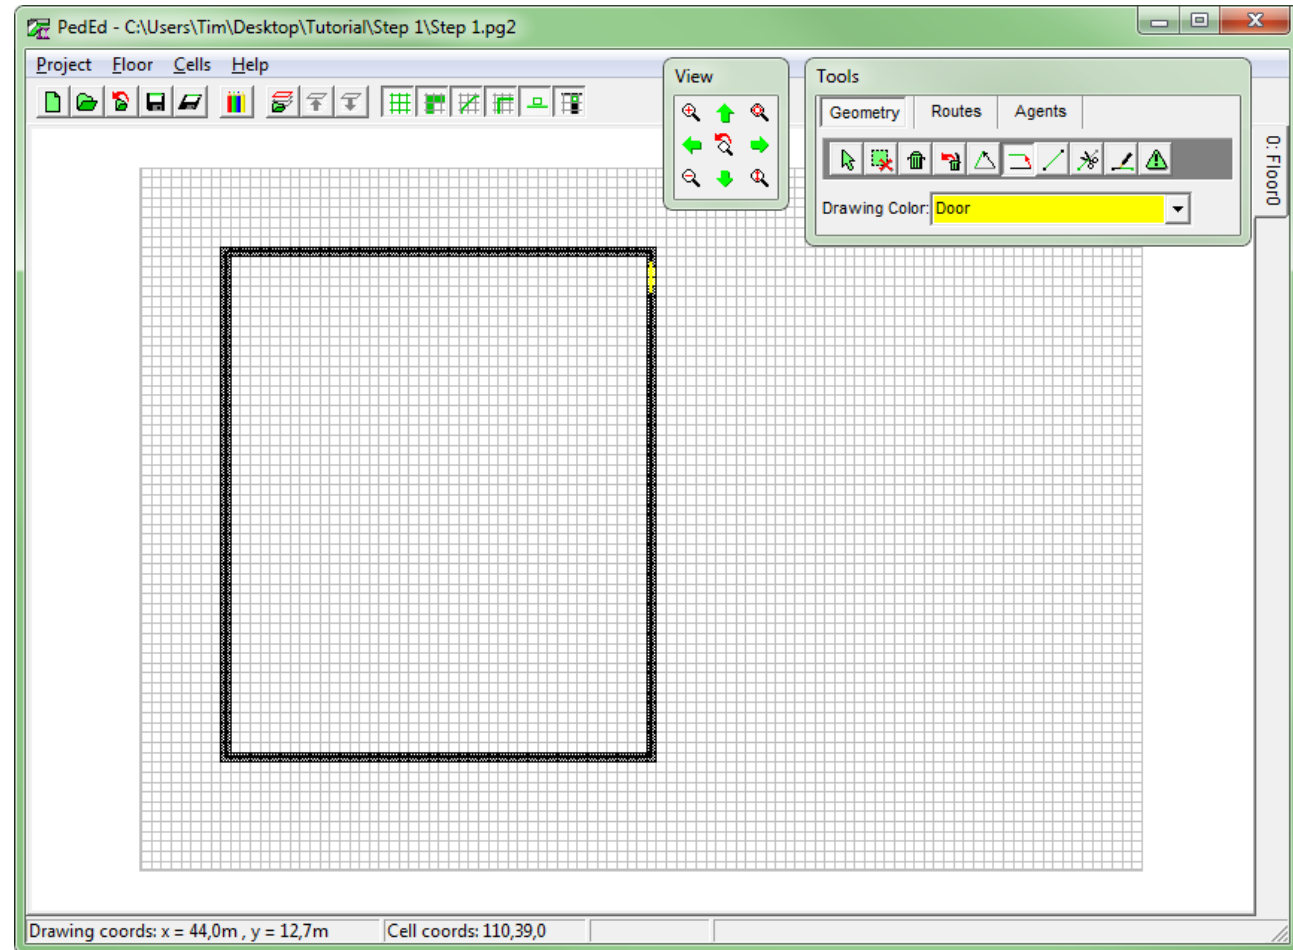 PedEd - C:\Users\Tim\Desktop\Tutorial\Step 1\Step 1.pg2
Project Floor Cells Help
View
Tools
Geometry Routes Agents
Drawing Color: Door
0: Floor0
Drawing coords: x = 44,0m , y = 12,7m
Cell coords: 110,39,0